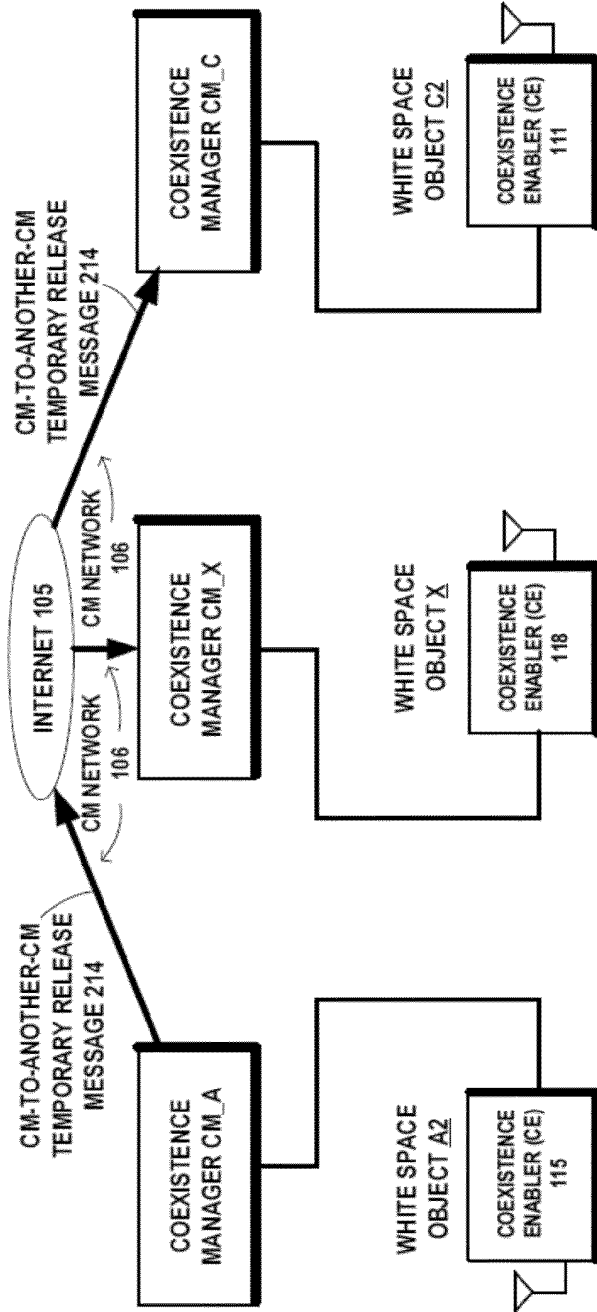 CM-TO-ANOTHER-CM
TEMPORARY RELEASE
MESSAGE 214
INTERNET 105
CM-TO-ANOTHER-CM
TEMPORARY RELEASE
MESSAGE 214
CM NETWORK
106
CM NETWORK
106
COEXISTENCE
MANAGER CM_A
COEXISTENCE
MANAGER CM_X
COEXISTENCE
MANAGER CM_C
WHITE SPACE
OBJECT A2
WHITE SPACE
OBJECT X
WHITE SPACE
OBJECT C2
COEXISTENCE
ENABLER (CE)
115
COEXISTENCE
ENABLER (CE)
118
COEXISTENCE
ENABLER (CE)
111